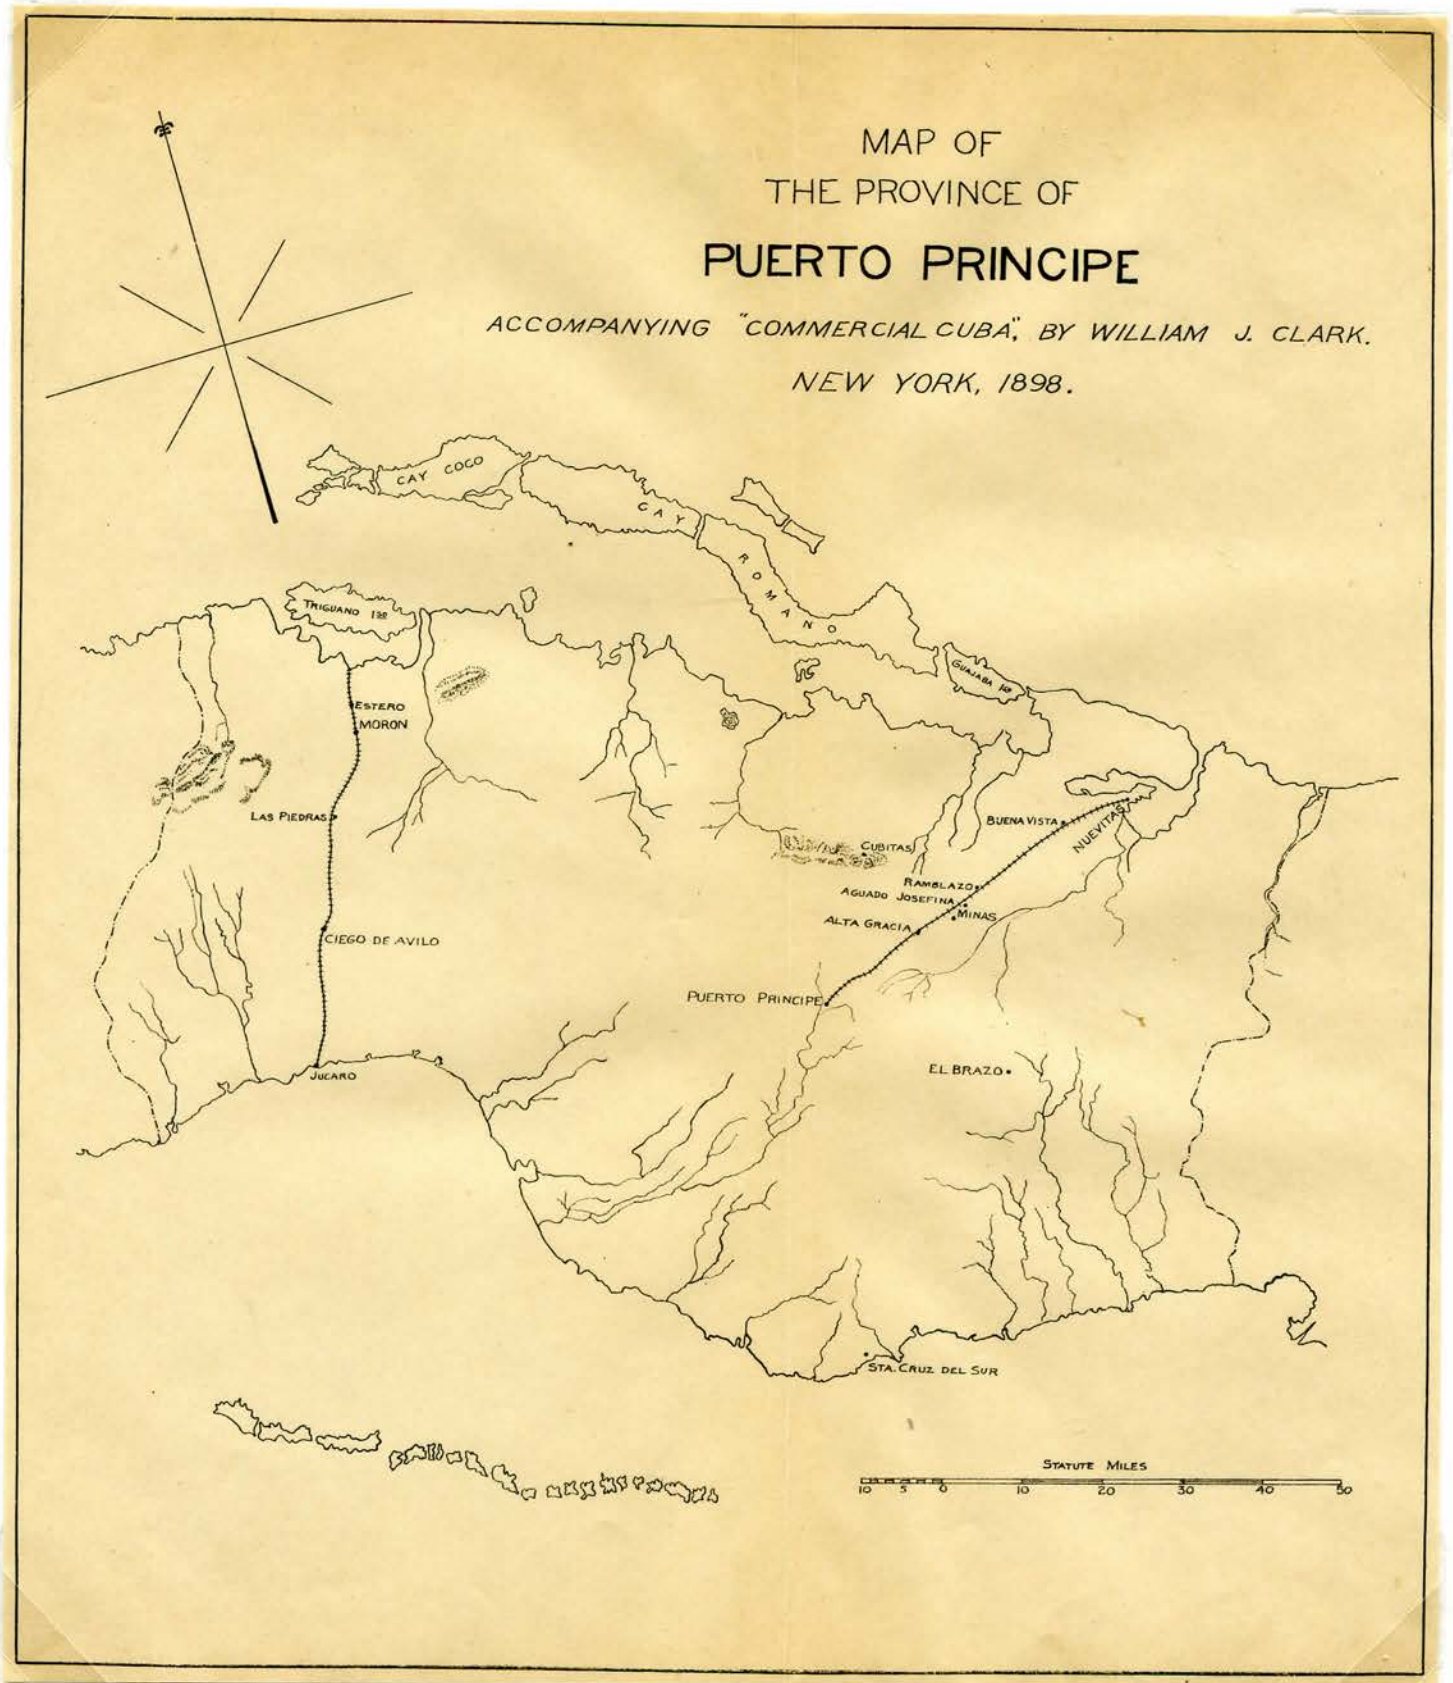 MAP OF
THE PROVINCE OF
PUERTO PRINCIPE
ACCOMPANYING "COMMERCIAL CUBA", BY WILLIAM J. CLARK.
NEW YORK, 1898.
CAY COCO
CAY
ROMANO
TRIGUANO ISD
GUAJABA ISD
ESTERO
MORON
LAS PIEDRAS
BUENA VISTA
NUEVITAS
CUBITAS
RAMBLAZO
AGUADO JOSEFINA
MINAS
ALTA GRACIA
CIEGO DE AVILO
PUERTO PRINCIPE
EL BRAZO
JUCARO
STA. CRUZ DEL SUR
STATUTE MILES
10 5 0 10 20 30 40 50